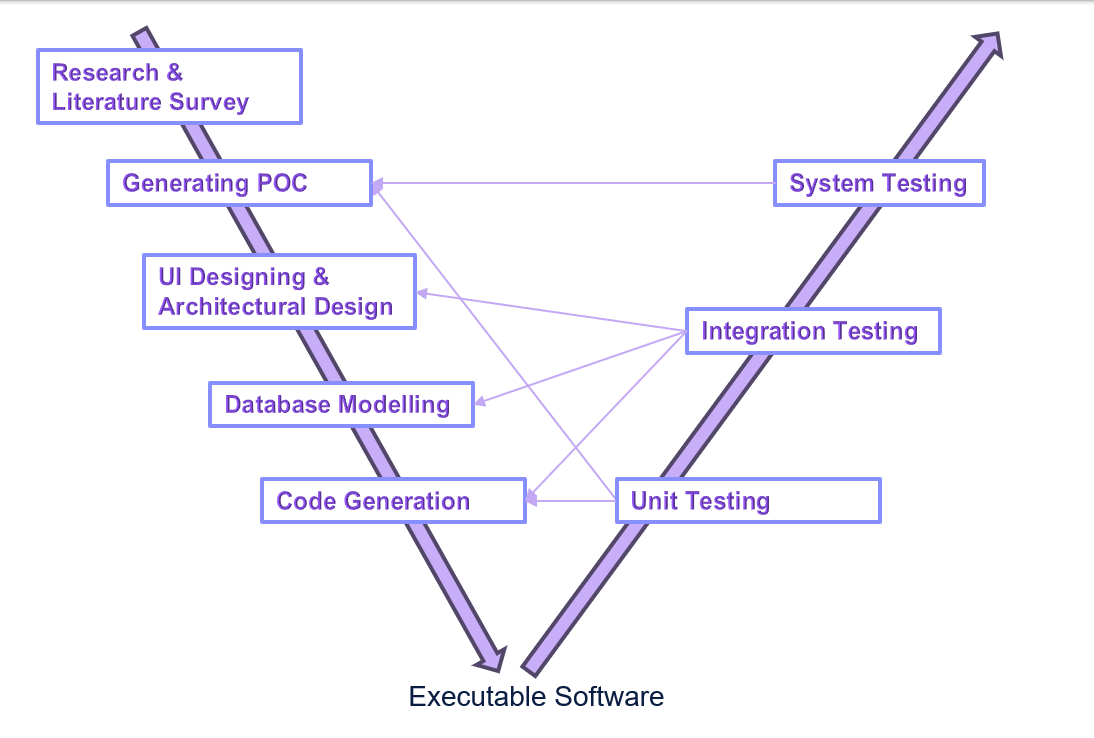 Research &
Literature Survey
Generating POC
System Testing
UI Designing &
Architectural Design
Integration Testing
Database Modelling
Code Generation
Unit Testing
Executable Software